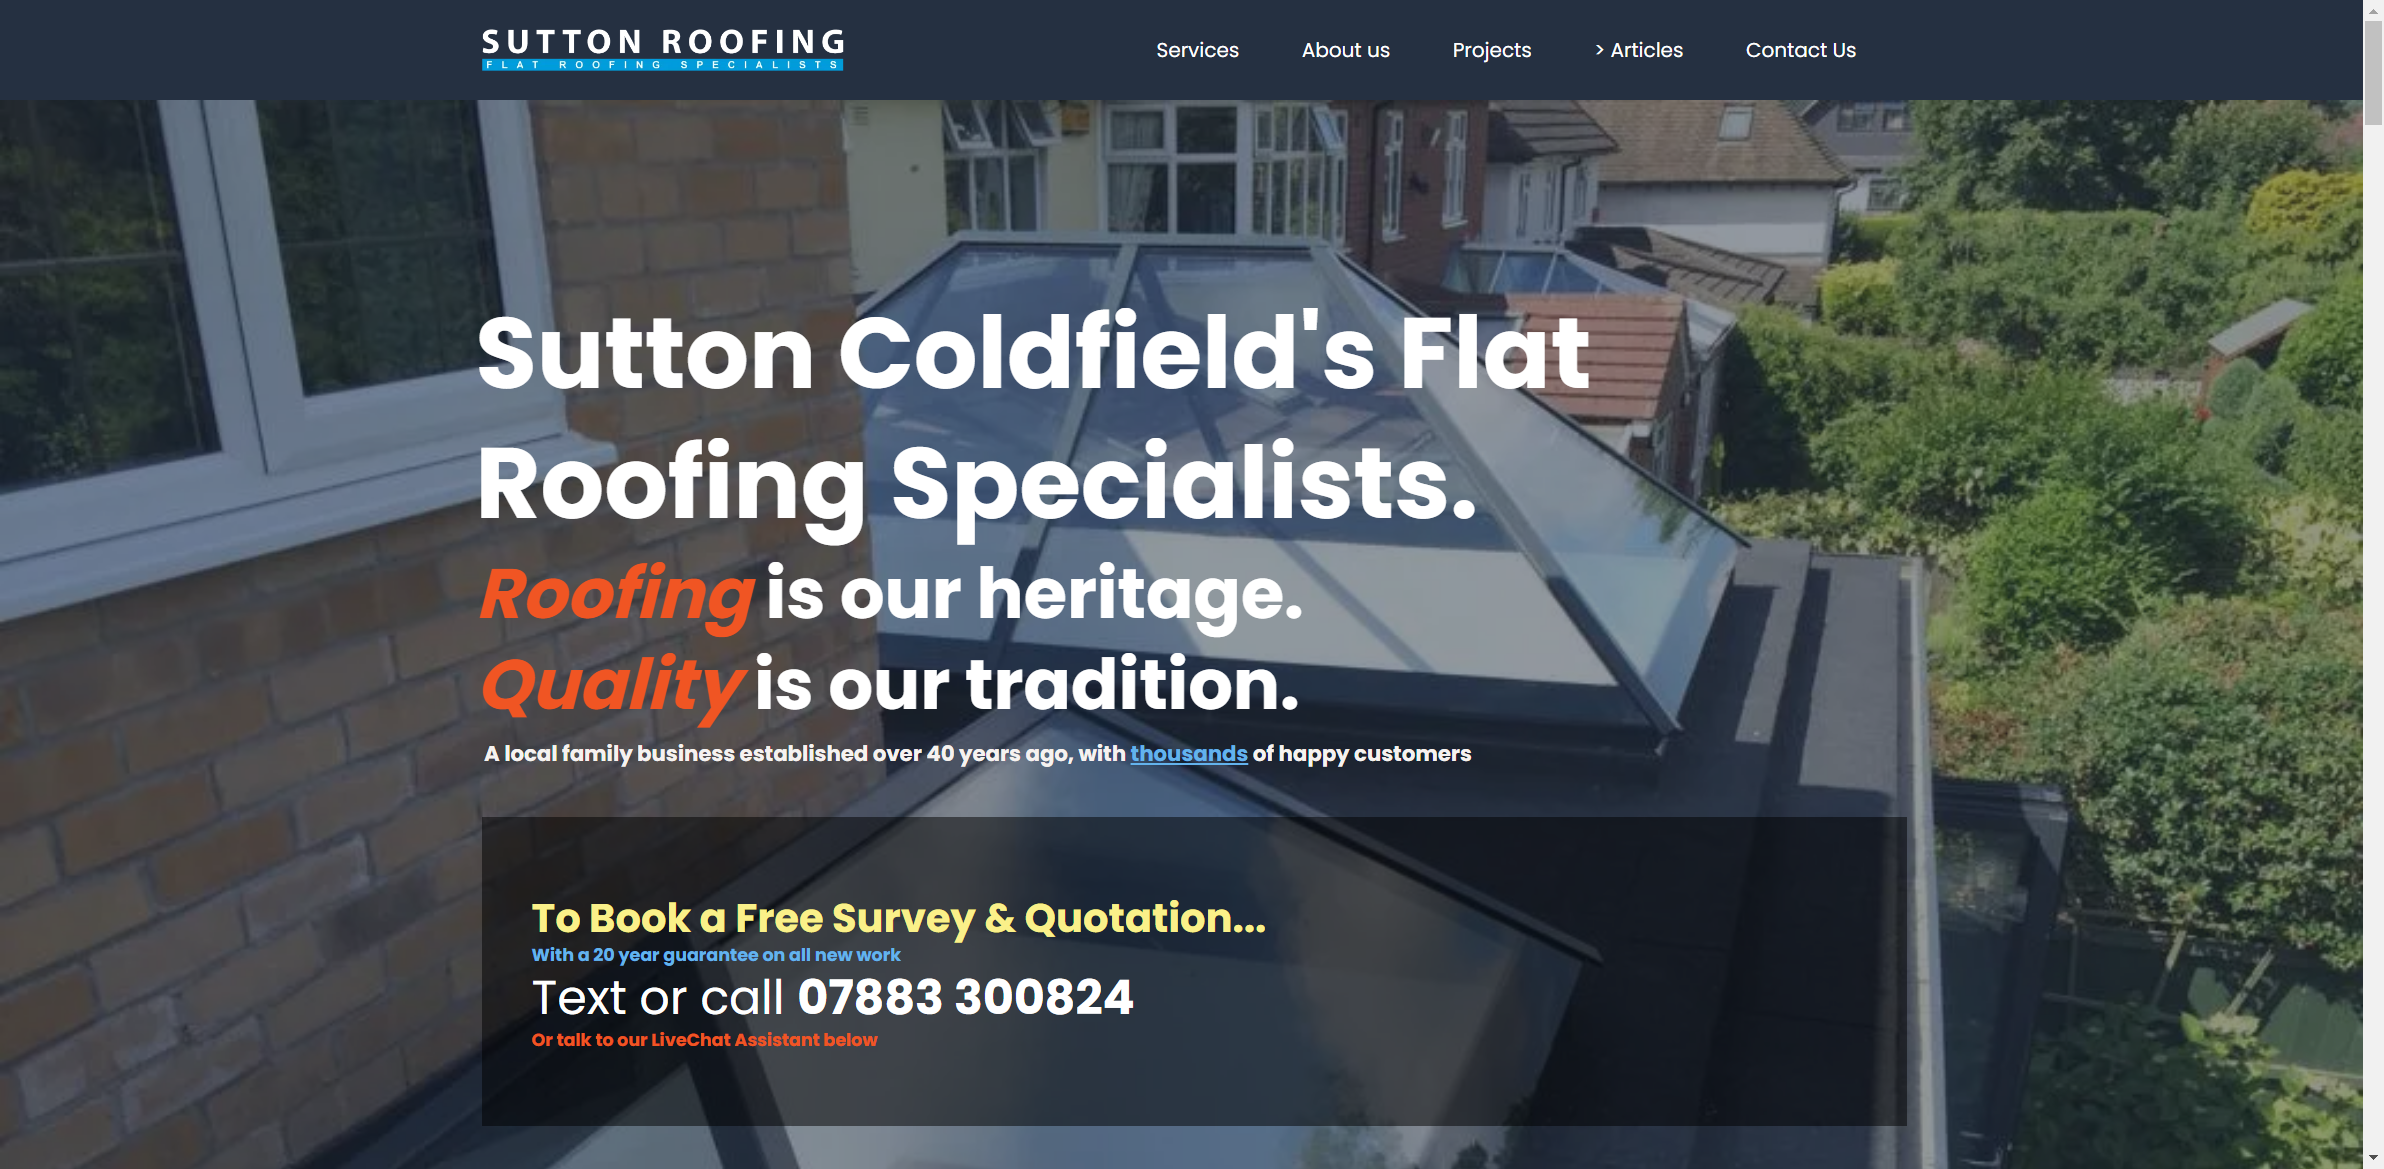 SUTTON ROOFING
FLAT ROOFING SPECIALISTS
Services
About us
Projects
> Articles
Contact Us
Sutton Coldfield's Flat
Roofing Specialists.
Roofing is our heritage.
Quality is our tradition.
A local family business established over 40 years ago, with thousands of happy customers
To Book a Free Survey & Quotation...
With a 20 year guarantee on all new work
Text or call 07883 300824
Or talk to our LiveChat Assistant below